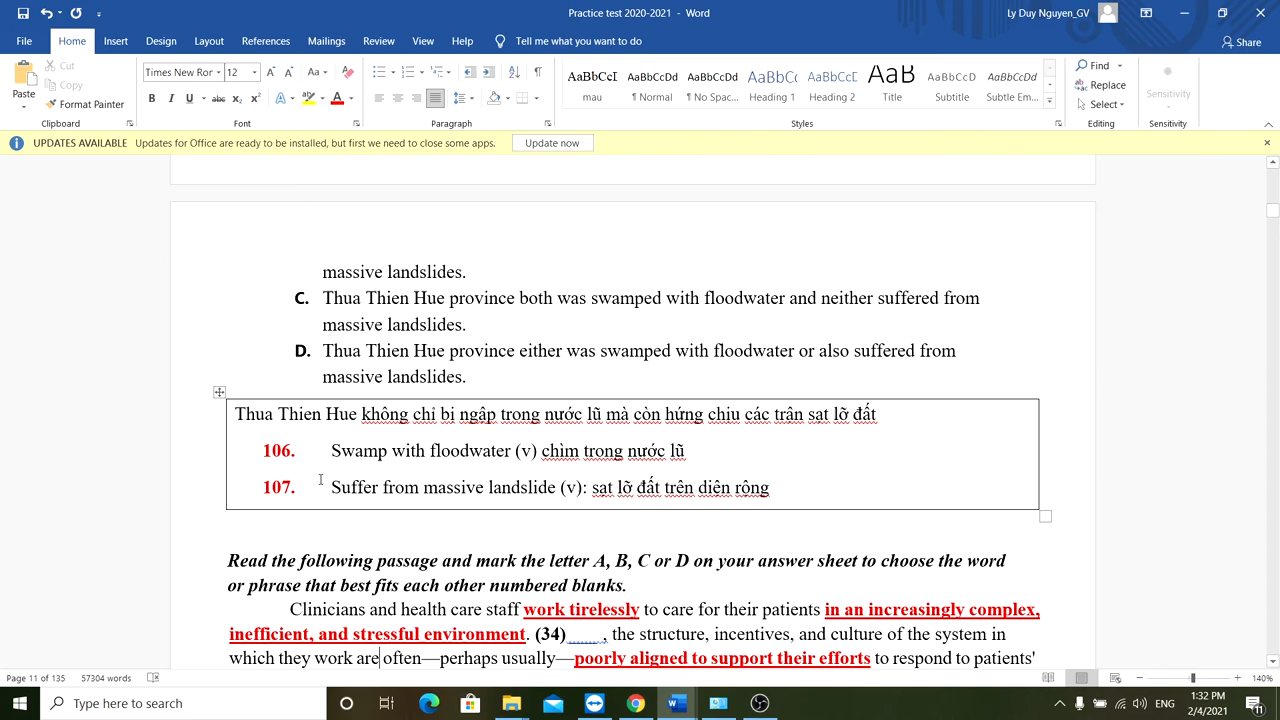 Practice test 2020-2021 - Word
Ly Duy Nguyen_GV
File Home Insert Design Layout References Mailings Review View Help Tell me what you want to do Share
Paste
Cut
Copy
Format Painter
Clipboard
Times New Ror 12
Font
Paragraph
AaBbCcI AaBbCcDd AaBbCcDd AaBbCc AaBbCcI AaB AaBbCcD AaBbCcDd
mau ¶ Normal ¶ No Spac... Heading 1 Heading 2 Title Subtitle Subtle Em...
Styles
Find
Replace
Select
Editing
Sensitivity
Sensitivity
UPDATES AVAILABLE Updates for Office are ready to be installed, but first we need to close some apps. Update now
massive landslides.
C. Thua Thien Hue province both was swamped with floodwater and neither suffered from
massive landslides.
D. Thua Thien Hue province either was swamped with floodwater or also suffered from
massive landslides.
Thua Thien Hue không chỉ bị ngập trong nước lũ mà còn hứng chịu các trận sạt lỡ đất
106. Swamp with floodwater (v) chìm trong nước lũ
107. Suffer from massive landslide (v): sạt lỡ đất trên diện rộng
Read the following passage and mark the letter A, B, C or D on your answer sheet to choose the word
or phrase that best fits each other numbered blanks.
Clinicians and health care staff work tirelessly to care for their patients in an increasingly complex,
inefficient, and stressful environment. (34)_____, the structure, incentives, and culture of the system in
which they work are often—perhaps usually—poorly aligned to support their efforts to respond to patients'
Page 11 of 135 57304 words 140%
Type here to search
1:32 PM
2/4/2021
11